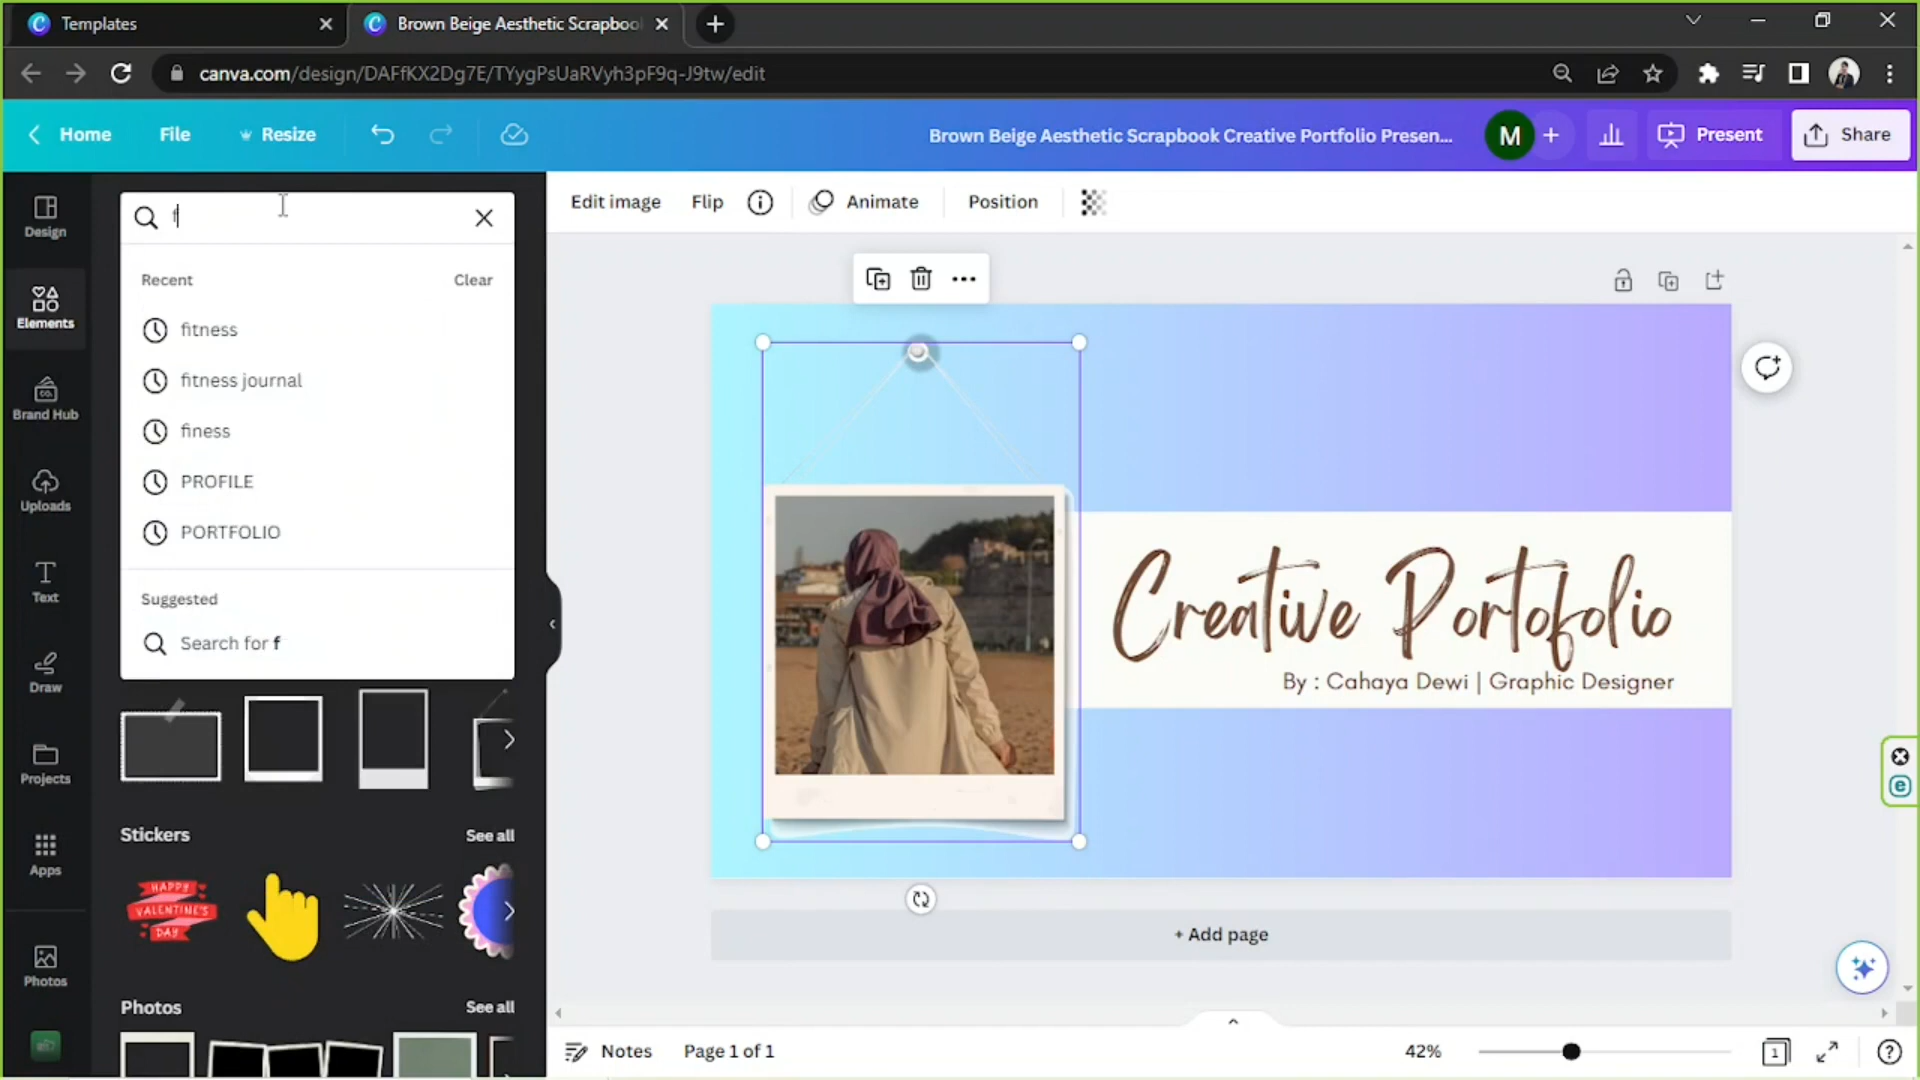 Templates
Brown Beige Aesthetic Scrapboo
canva.com/design/DAFfKX2Dg7E/TYygPsUaRVyh3pF9q-J9tw/edit
Home
File
Resize
Brown Beige Aesthetic Scrapbook Creative Portfolio Presen...
M
Present
Share
Design
Elements
Brand Hub
Uploads
Text
Draw
Projects
Apps
Photos
f
Recent
Clear
fitness
fitness journal
finess
PROFILE
PORTFOLIO
Suggested
Search for f
Stickers
See all
HAPPY
VALENTINE'S
DAY
Photos
See all
Edit image
Flip
Animate
Position
Creative Portofolio
By : Cahaya Dewi | Graphic Designer
+ Add page
Notes
Page 1 of 1
42%
1